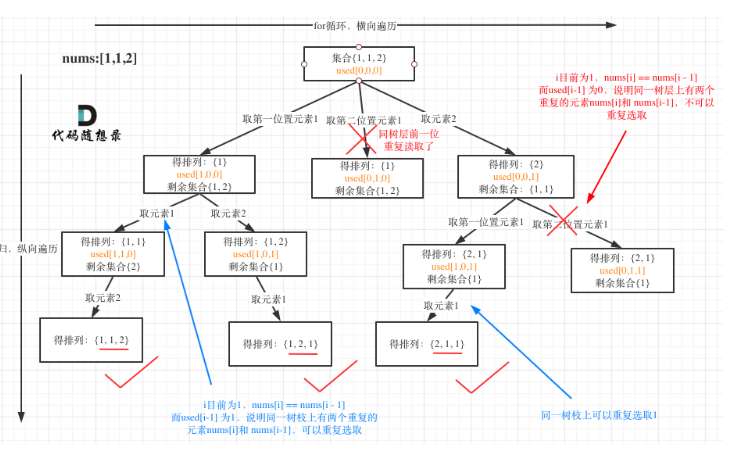 for循环，横向遍历
nums:[1,1,2]
集合{1, 1, 2}
used[0,0,0]
i目前为1，nums[i] == nums[i - 1]
而used[i-1] 为0，说明同一树层上有两个
重复的元素nums[i]和 nums[i-1]，不可以
重复选取
代码随想录
取第一位置元素1
取第二位置元素1
取元素2
同树层前一位
重复读取了
得排列：{1}
used[1,0,0]
剩余集合{1, 2}
得排列：{1}
used[0,1,0]
剩余集合{1, 2}
得排列：{2}
used[0,0,1]
剩余集合：{1, 1}
取元素1
取元素2
取第一位置元素1
取第二位置元素1
归，纵向遍历
得排列：{1, 1}
used[1,1,0]
剩余集合{2}
得排列：{1, 2}
used[1,0,1]
剩余集合{1}
得排列：{2, 1}
used[1,0,1]
剩余集合{1}
得排列：{2, 1}
used[0,1,1]
剩余集合{1}
取元素2
取元素1
取元素1
得排列：{1, 1, 2}
得排列：{1, 2, 1}
得排列：{2, 1, 1}
i目前为1，nums[i] == nums[i - 1]
而used[i-1] 为1，说明同一树枝上有两个重复的
元素nums[i]和 nums[i-1]，可以重复选取
同一树枝上可以重复选取1